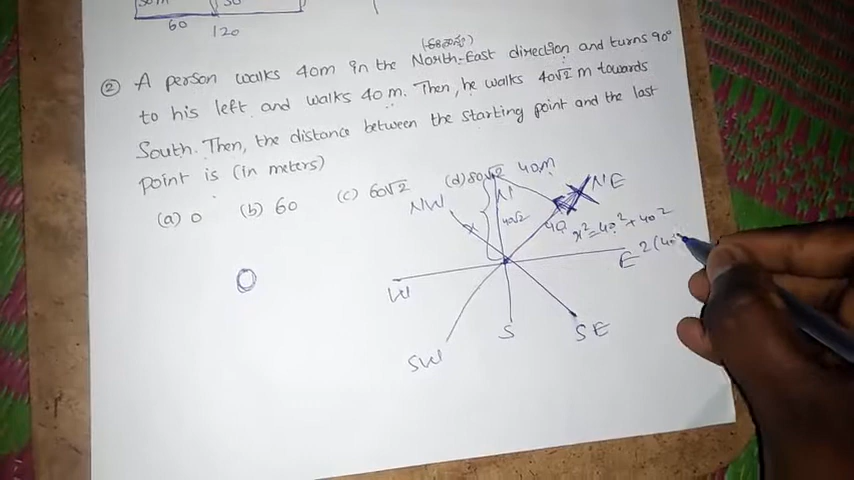 60
120
② A person walks 40m in the North-East direction and turns 90°
to his left and walks 40 m. Then, he walks 40√2 m towards
South. Then, the distance between the starting point and the last
point is (in meters)
(a) 0 (b) 60 (c) 60√2 (d) 80√2
40m
NW N NE
40√2 40 x²=40²+40²
W E 2(40
O
SW S SE